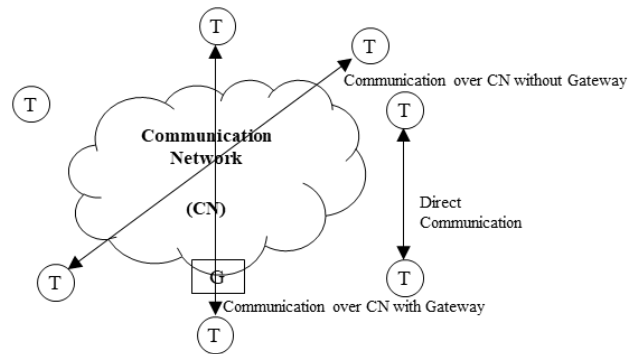 T
T
Communication over CN without Gateway
T
T
Communication
Network
(CN)
Direct
Communication
T
G
T
Communication over CN with Gateway
T